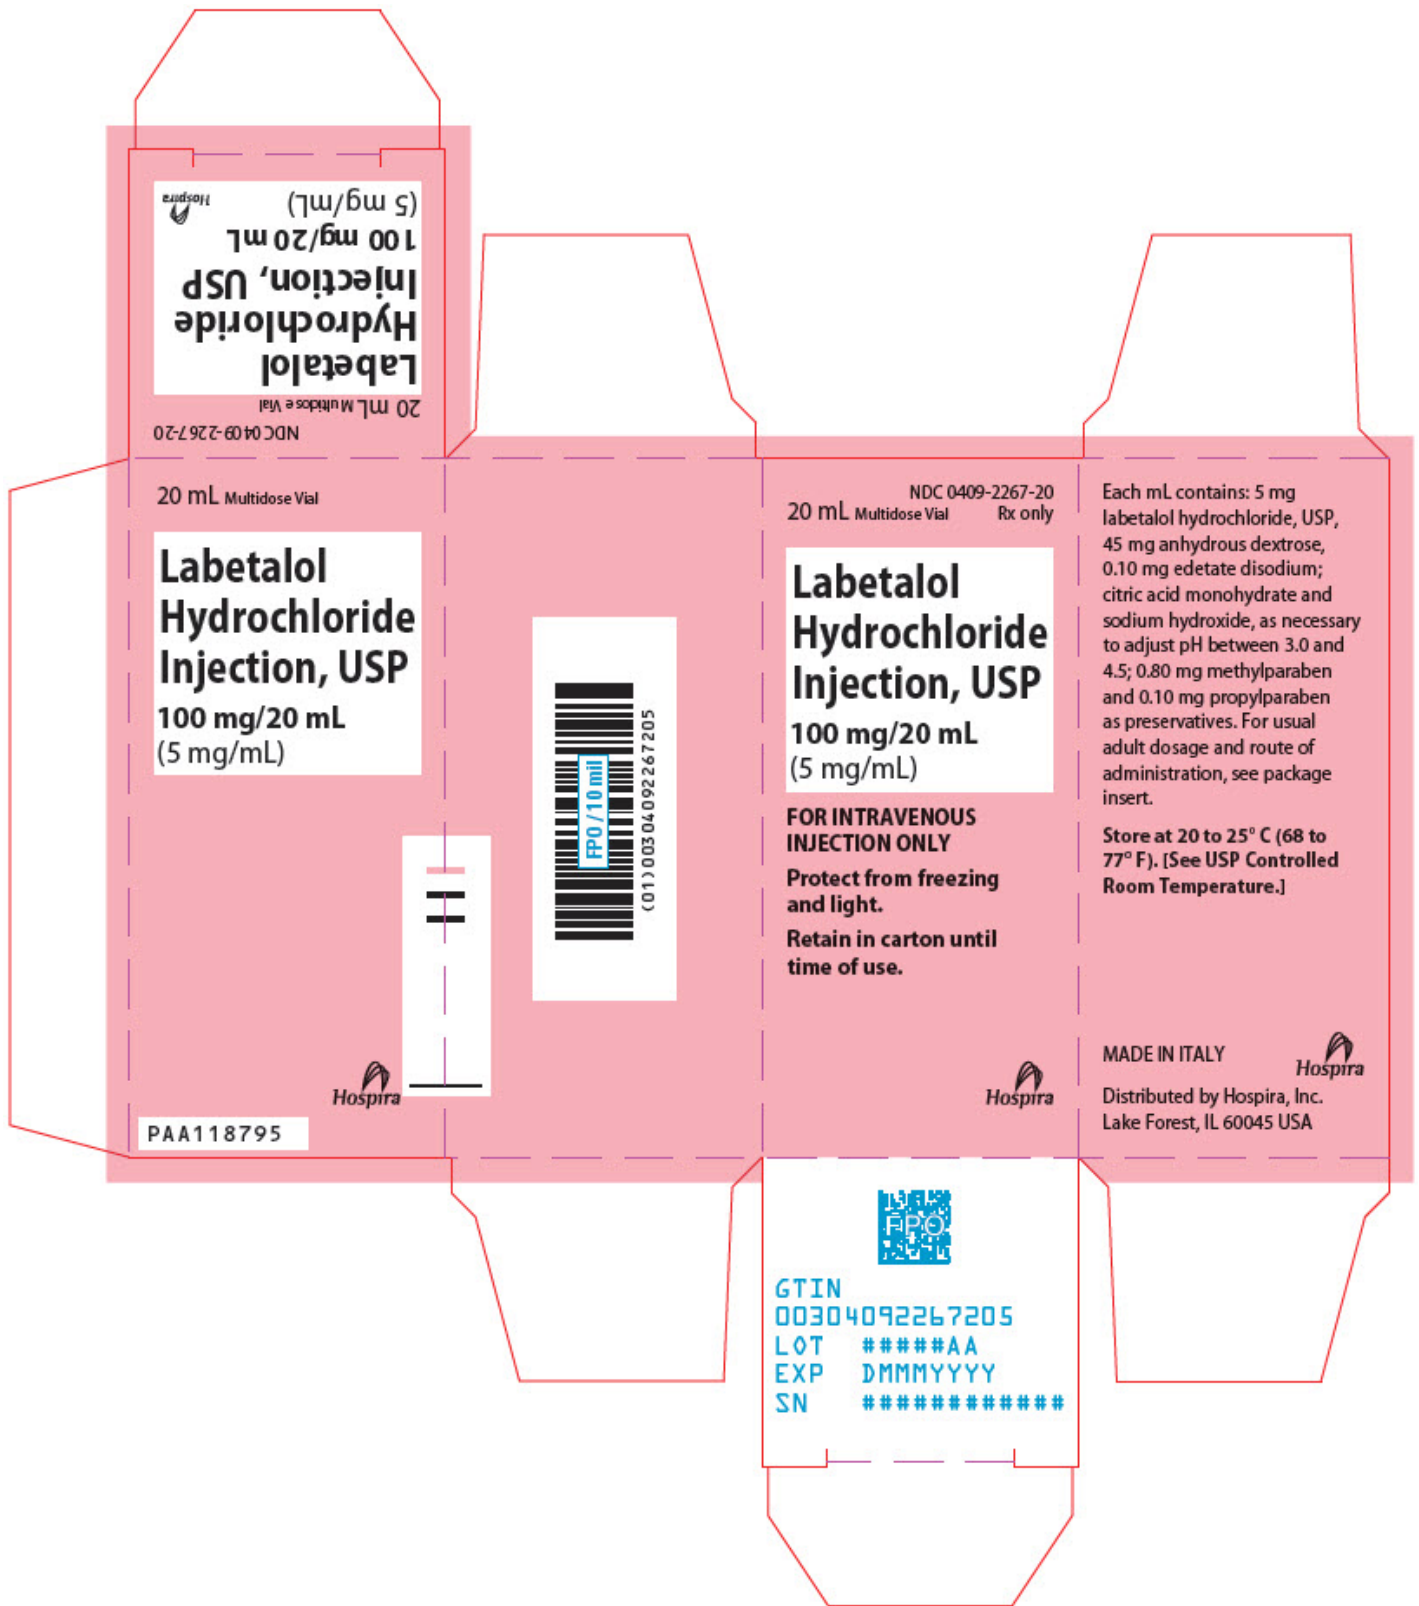 NDC 0409-2267-20
20 mL Multidose Vial
Labetalol
Hydrochloride
Injection, USP
100 mg/20 mL
(5 mg/mL)
Hospira
20 mL Multidose Vial
Labetalol
Hydrochloride
Injection, USP
100 mg/20 mL
(5 mg/mL)
Hospira
PAA118795
FPO / 10 mil
(01)00304092267205
NDC 0409-2267-20
20 mL Multidose Vial Rx only
Labetalol
Hydrochloride
Injection, USP
100 mg/20 mL
(5 mg/mL)
FOR INTRAVENOUS
INJECTION ONLY
Protect from freezing
and light.
Retain in carton until
time of use.
Hospira
Each mL contains: 5 mg
labetalol hydrochloride, USP,
45 mg anhydrous dextrose,
0.10 mg edetate disodium;
citric acid monohydrate and
sodium hydroxide, as necessary
to adjust pH between 3.0 and
4.5; 0.80 mg methylparaben
and 0.10 mg propylparaben
as preservatives. For usual
adult dosage and route of
administration, see package
insert.
Store at 20 to 25° C (68 to
77° F). [See USP Controlled
Room Temperature.]
MADE IN ITALY
Hospira
Distributed by Hospira, Inc.
Lake Forest, IL 60045 USA
FPO
GTIN
00304092267205
LOT #####AA
EXP DMMMYYYY
SN ############